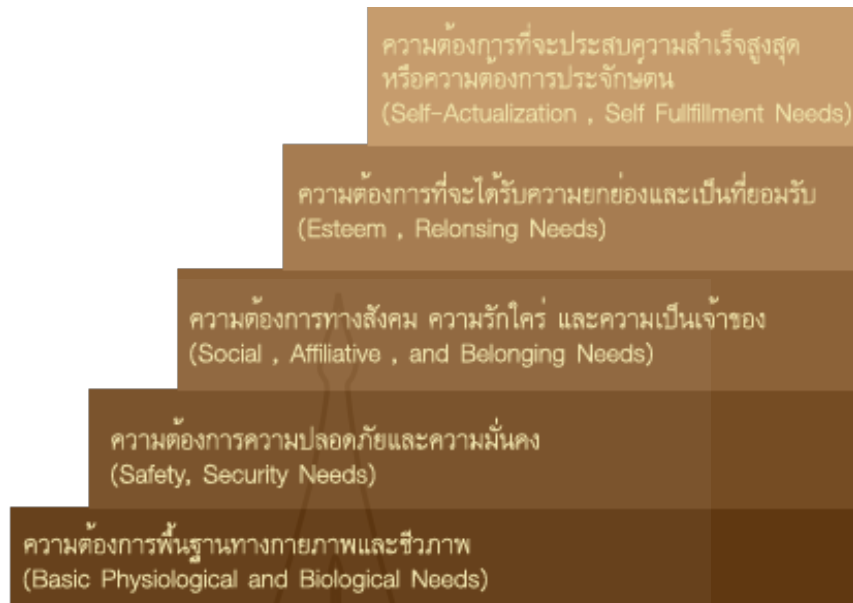 ความต้องการที่จะประสบความสำเร็จสูงสุด
หรือความต้องการประจักษ์ตน
(Self-Actualization , Self Fullfillment Needs)
ความต้องการที่จะได้รับความยกย่องและเป็นที่ยอมรับ
(Esteem , Relonsing Needs)
ความต้องการทางสังคม ความรักใคร่ และความเป็นเจ้าของ
(Social , Affiliative , and Belonging Needs)
ความต้องการความปลอดภัยและความมั่นคง
(Safety, Security Needs)
ความต้องการพื้นฐานทางกายภาพและชีวภาพ
(Basic Physiological and Biological Needs)